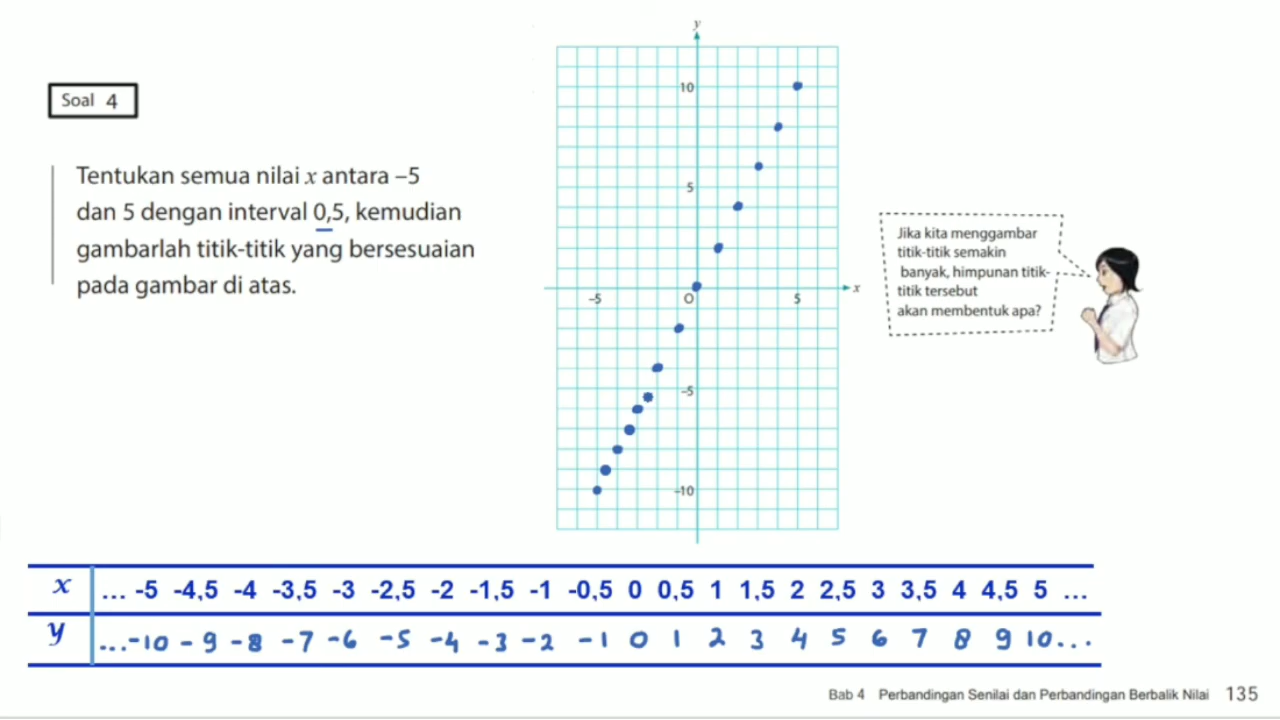 Soal 4
Tentukan semua nilai x antara –5
dan 5 dengan interval 0,5, kemudian
gambarlah titik-titik yang bersesuaian
pada gambar di atas.
y
10
5
–5
O
5
x
–5
–10
Jika kita menggambar
titik-titik semakin
banyak, himpunan titik-
titik tersebut
akan membentuk apa?
x ... -5 -4,5 -4 -3,5 -3 -2,5 -2 -1,5 -1 -0,5 0 0,5 1 1,5 2 2,5 3 3,5 4 4,5 5 ...
y ... -10 -9 -8 -7 -6 -5 -4 -3 -2 -1 0 1 2 3 4 5 6 7 8 9 10 ...
Bab 4 Perbandingan Senilai dan Perbandingan Berbalik Nilai 135